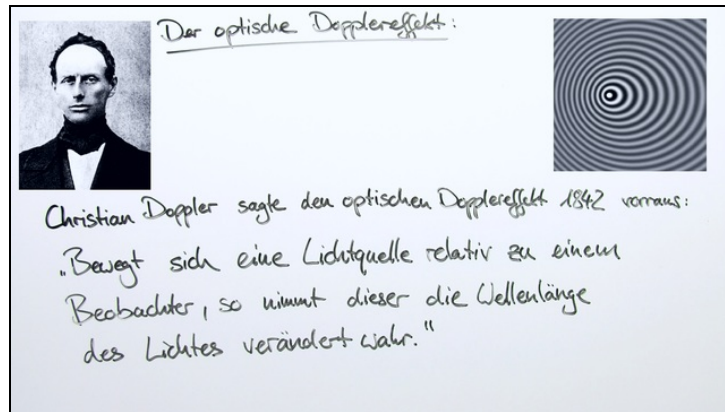 Der optische Dopplereffekt:
Christian Doppler sagte den optischen Dopplereffekt 1842 vorraus:
„Bewegt sich eine Lichtquelle relativ zu einem
Beobachter, so nimmt dieser die Wellenlänge
des Lichtes verändert wahr."